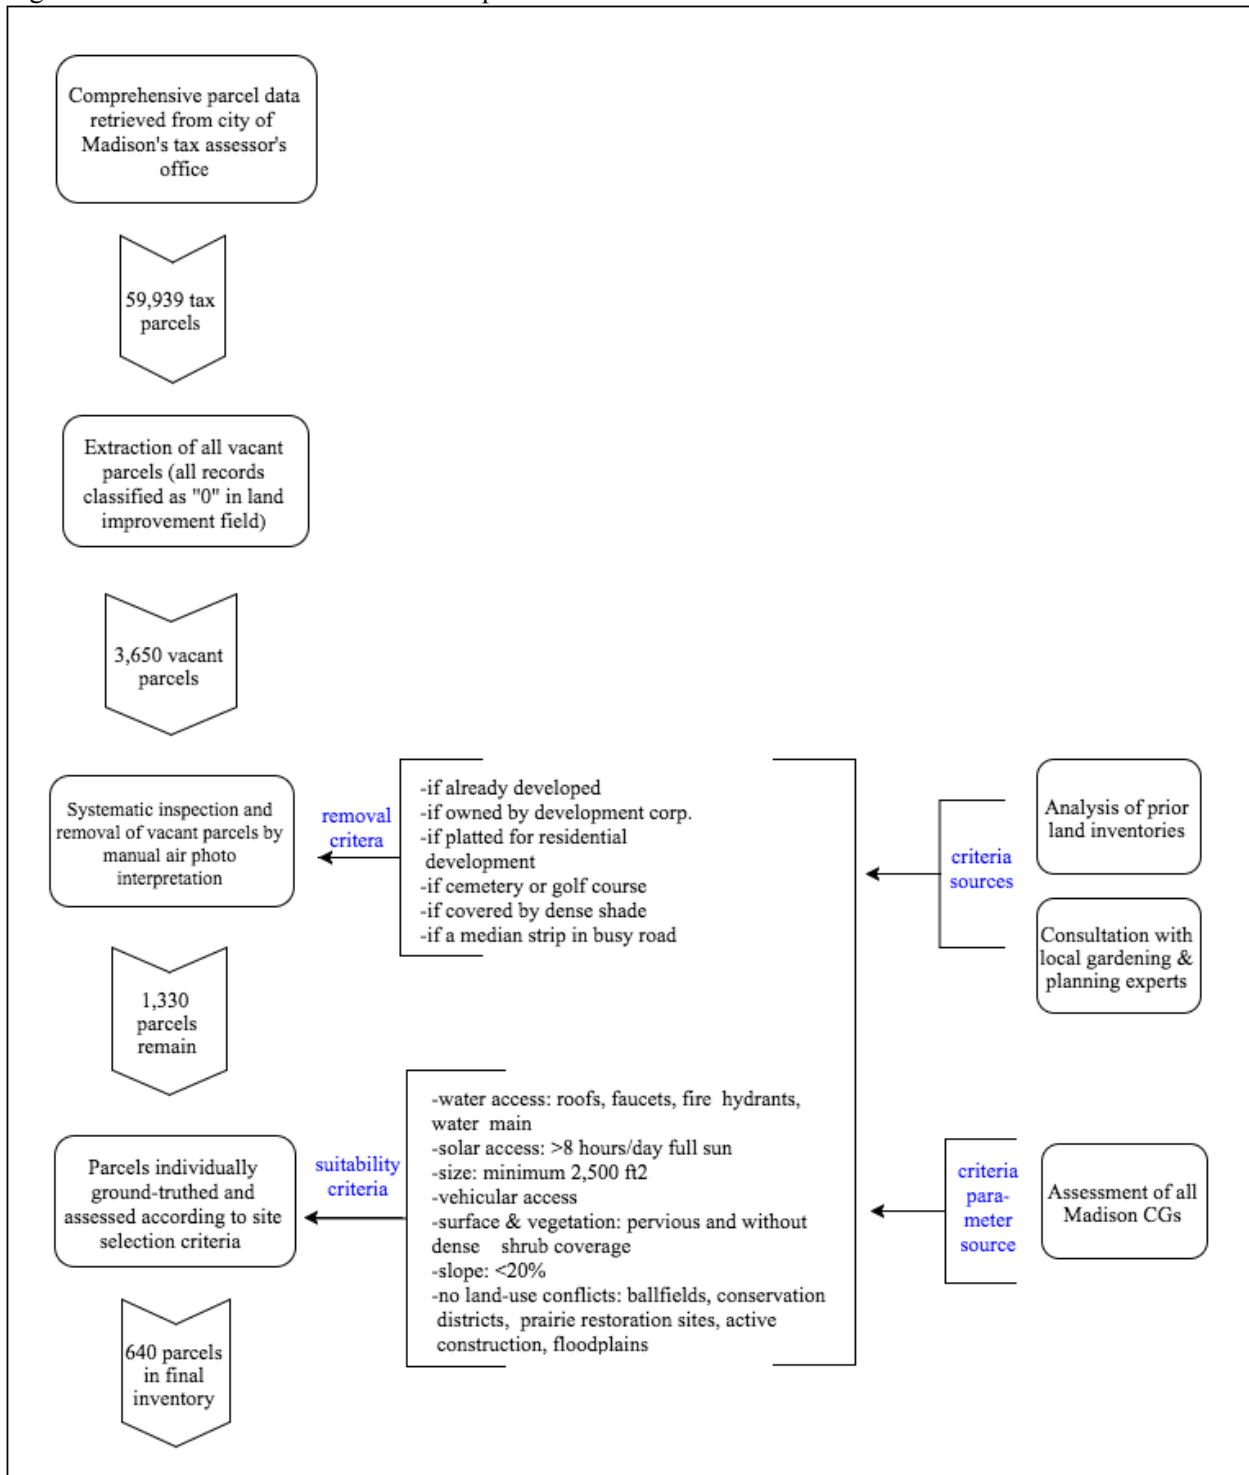 Comprehensive parcel data
retrieved from city of
Madison's tax assessor's
office
59,939 tax
parcels
Extraction of all vacant
parcels (all records
classified as "0" in land
improvement field)
3,650 vacant
parcels
Systematic inspection and
removal of vacant parcels by
manual air photo
interpretation
removal
critera
-if already developed
-if owned by development corp.
-if platted for residential
development
-if cemetery or golf course
-if covered by dense shade
-if a median strip in busy road
criteria
sources
Analysis of prior
land inventories
Consultation with
local gardening &
planning experts
1,330
parcels
remain
Parcels individually
ground-truthed and
assessed according to site
selection criteria
suitability
criteria
-water access: roofs, faucets, fire hydrants,
water main
-solar access: >8 hours/day full sun
-size: minimum 2,500 ft2
-vehicular access
-surface & vegetation: pervious and without
dense shrub coverage
-slope: <20%
-no land-use conflicts: ballfields, conservation
districts, prairie restoration sites, active
construction, floodplains
criteria
para-
meter
source
Assessment of all
Madison CGs
640 parcels
in final
inventory